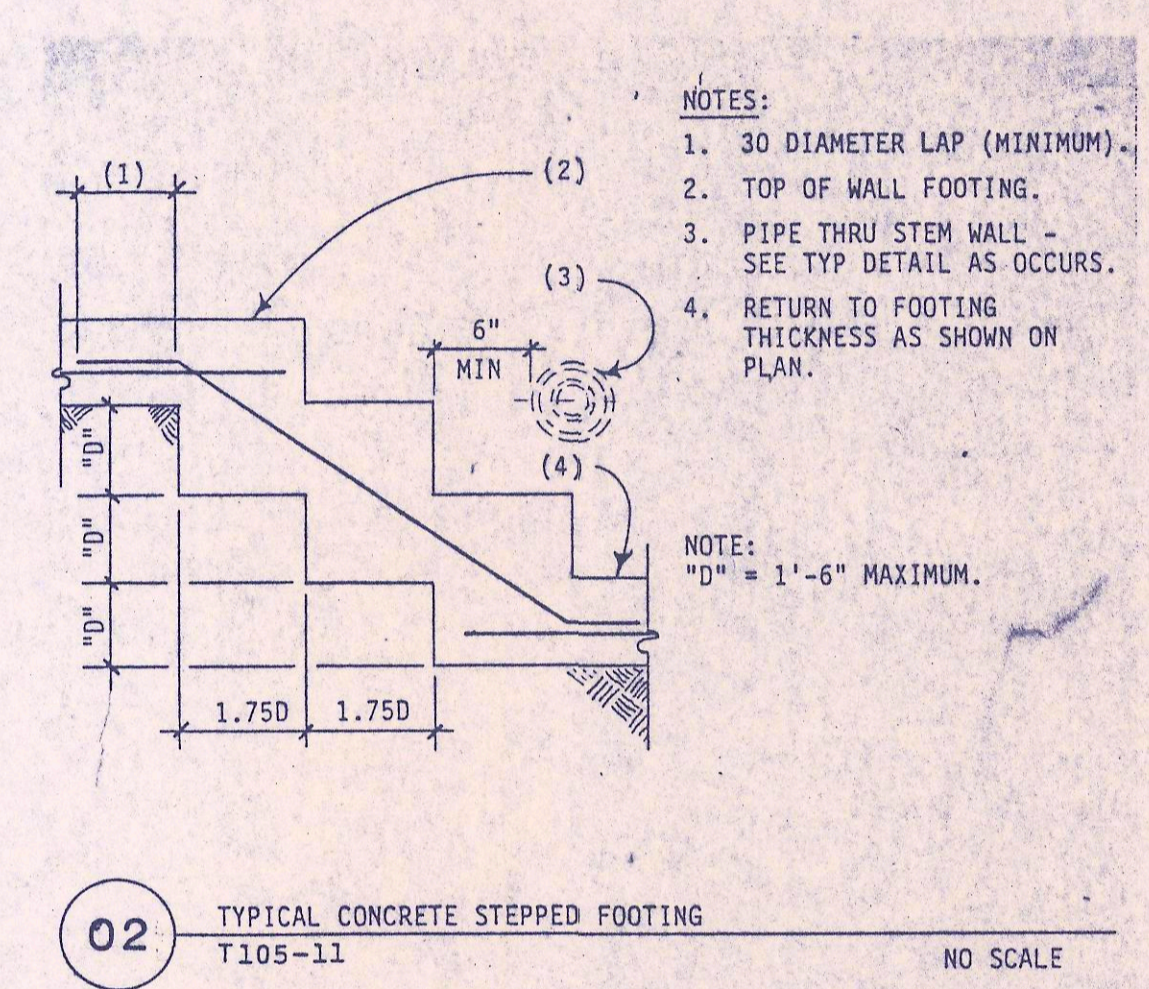 NOTES:
1. 30 DIAMETER LAP (MINIMUM).
2. TOP OF WALL FOOTING.
3. PIPE THRU STEM WALL -
SEE TYP DETAIL AS OCCURS.
4. RETURN TO FOOTING
THICKNESS AS SHOWN ON
PLAN.
(1)
(2)
(3)
6"
MIN
(4)
"D"
"D"
"D"
1.75D 1.75D
NOTE:
"D" = 1'-6" MAXIMUM.
02
TYPICAL CONCRETE STEPPED FOOTING
T105-11
NO SCALE